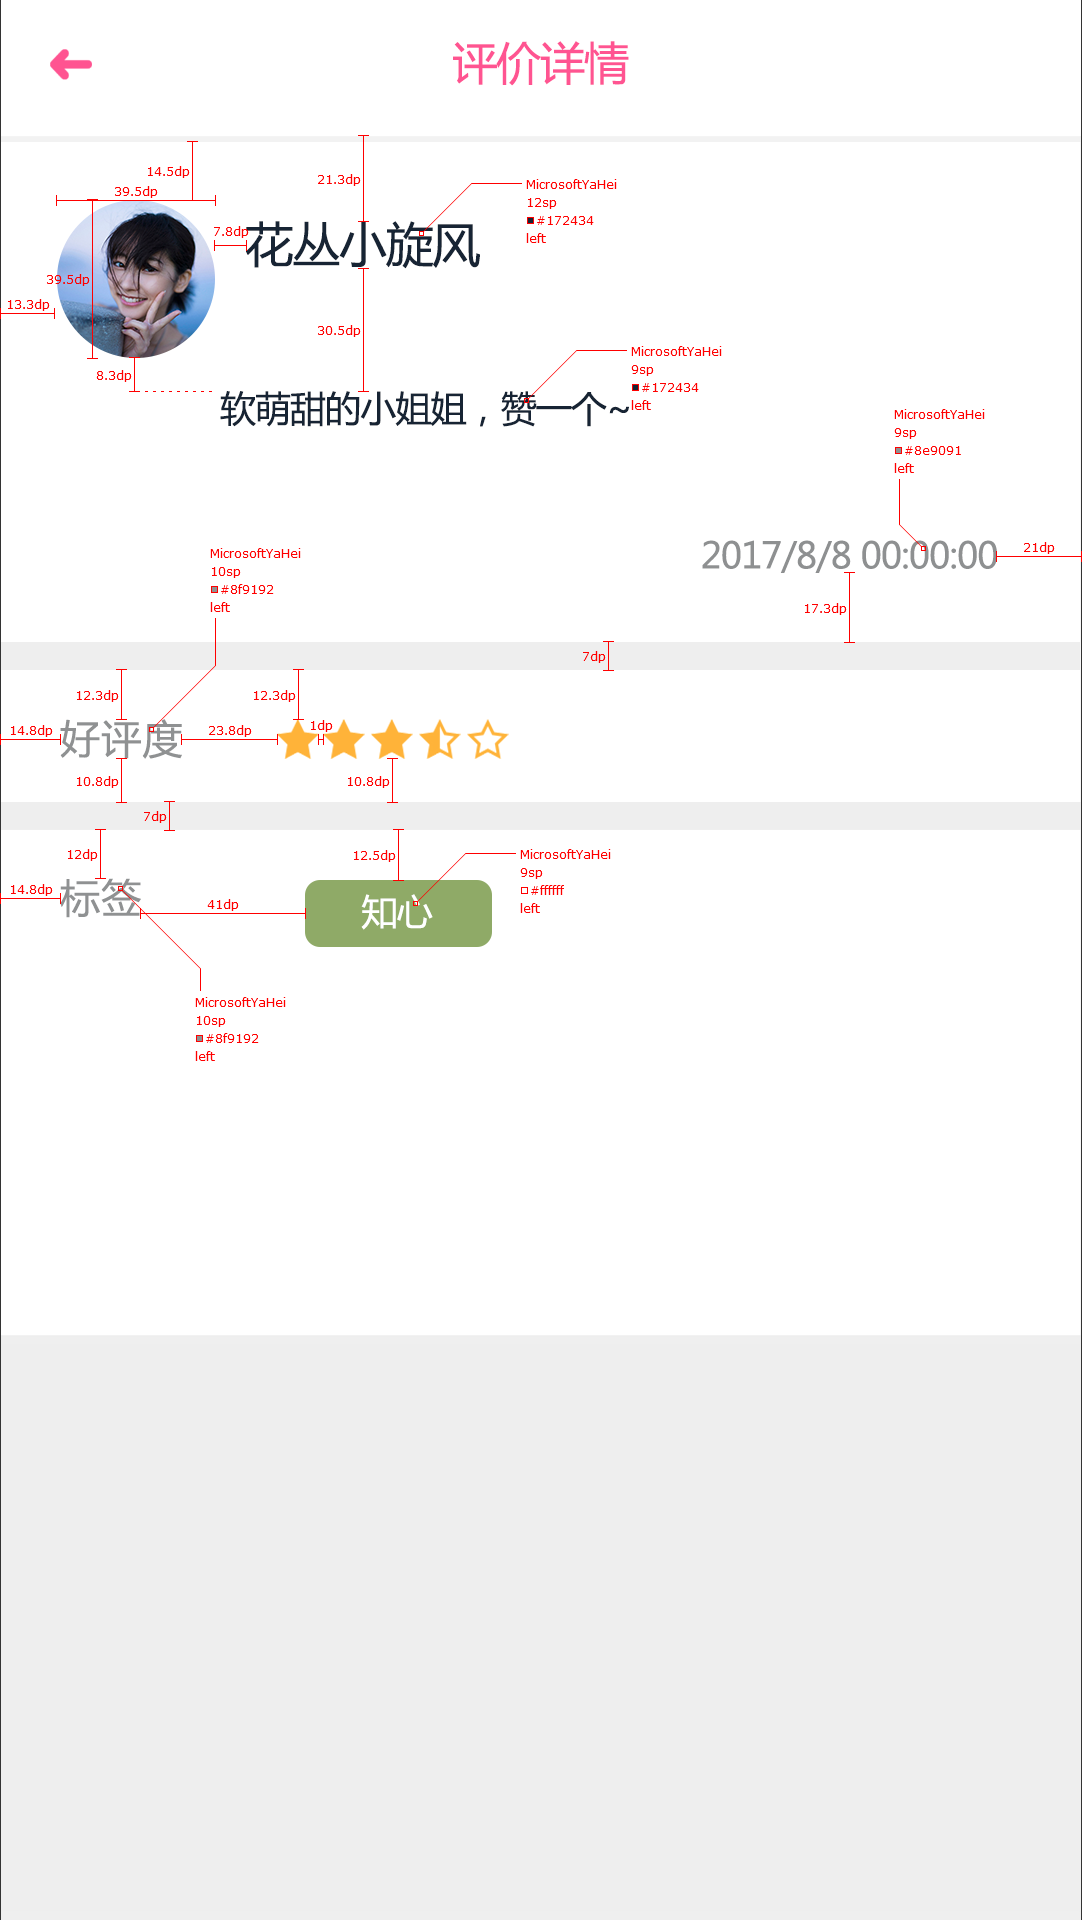 评价详情
14.5dp
21.3dp
39.5dp
MicrosoftYaHei
12sp
#172434
left
7.8dp
花丛小旋风
39.5dp
13.3dp
30.5dp
8.3dp
MicrosoftYaHei
9sp
#172434
left
软萌甜的小姐姐，赞一个~
MicrosoftYaHei
9sp
#8e9091
left
2017/8/8 00:00:00
21dp
MicrosoftYaHei
10sp
#8f9192
left
17.3dp
7dp
12.3dp
12.3dp
14.8dp
好评度
23.8dp
1dp
10.8dp
10.8dp
7dp
12dp
12.5dp
MicrosoftYaHei
9sp
#ffffff
left
14.8dp
标签
41dp
知心
MicrosoftYaHei
10sp
#8f9192
left